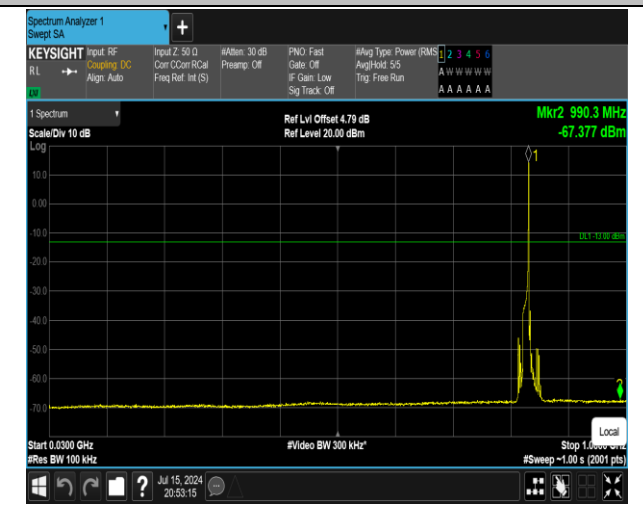 Spectrum Analyzer 1
Swept SA
+
KEYSIGHT
RL
Input: RF
Coupling: DC
Align: Auto
Input Z: 50 Ω
Corr CCorr RCal
Freq Ref: Int (S)
#Atten: 30 dB
Preamp: Off
PNO: Fast
Gate: Off
IF Gain: Low
Sig Track: Off
#Avg Type: Power (RMS
Avg|Hold: 5/5
Trig: Free Run
1 2 3 4 5 6
A W W W W W
A A A A A A
1 Spectrum
Scale/Div 10 dB
Ref Lvl Offset 4.79 dB
Ref Level 20.00 dBm
Mkr2 990.3 MHz
-67.377 dBm
Log
1
10.0
0.00
-10.0
DL1 -13.00 dBm
-20.0
-30.0
-40.0
-50.0
-60.0
2
-70.0
Local
Start 0.0300 GHz
#Video BW 300 kHz*
Stop 1.0
#Res BW 100 kHz
#Sweep ~1.00 s (2001 pts)
?
Jul 15, 2024
20:53:15